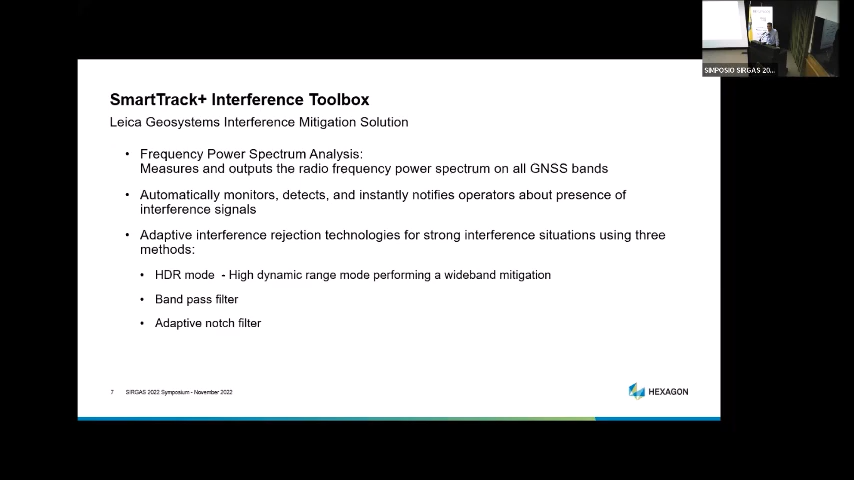 SmartTrack+ Interference Toolbox
Leica Geosystems Interference Mitigation Solution
• Frequency Power Spectrum Analysis:
Measures and outputs the radio frequency power spectrum on all GNSS bands
• Automatically monitors, detects, and instantly notifies operators about presence of
interference signals
• Adaptive interference rejection technologies for strong interference situations using three
methods:
• HDR mode - High dynamic range mode performing a wideband mitigation
• Band pass filter
• Adaptive notch filter
7 SIRGAS 2022 Symposium - November 2022
HEXAGON
SIMPOSIO SIRGAS 20...